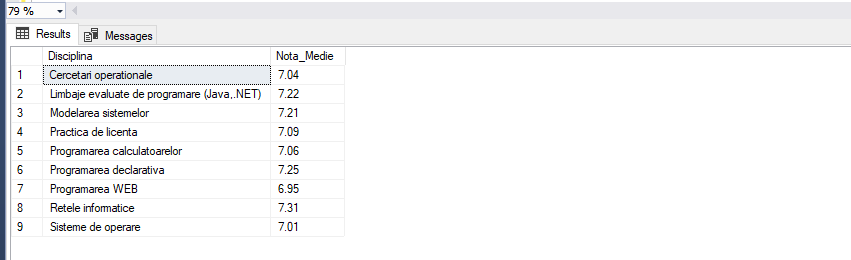 79 %
Results Messages
Disciplina Nota_Medie
1 Cercetari operationale 7.04
2 Limbaje evaluate de programare (Java,.NET) 7.22
3 Modelarea sistemelor 7.21
4 Practica de licenta 7.09
5 Programarea calculatoarelor 7.06
6 Programarea declarativa 7.25
7 Programarea WEB 6.95
8 Retele informatice 7.31
9 Sisteme de operare 7.01